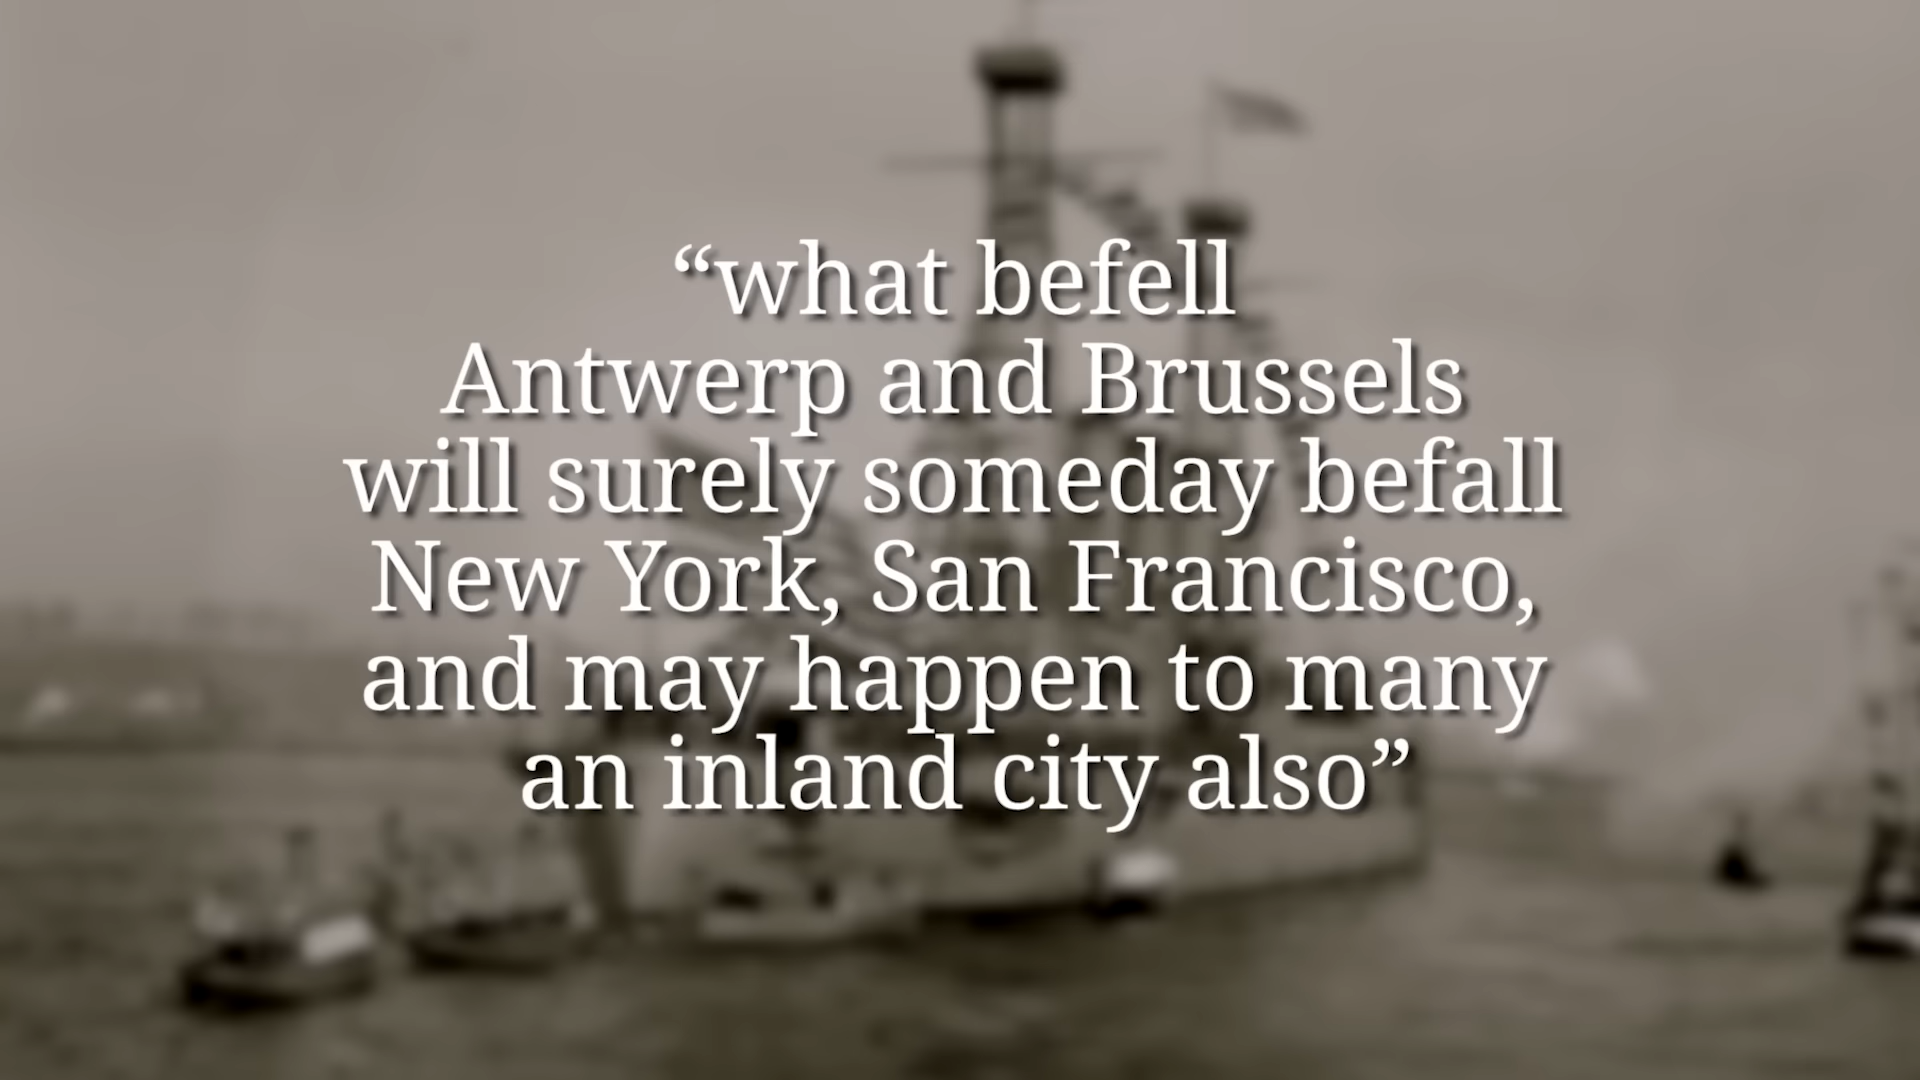 “what befell
Antwerp and Brussels
will surely someday befall
New York, San Francisco,
and may happen to many
an inland city also”